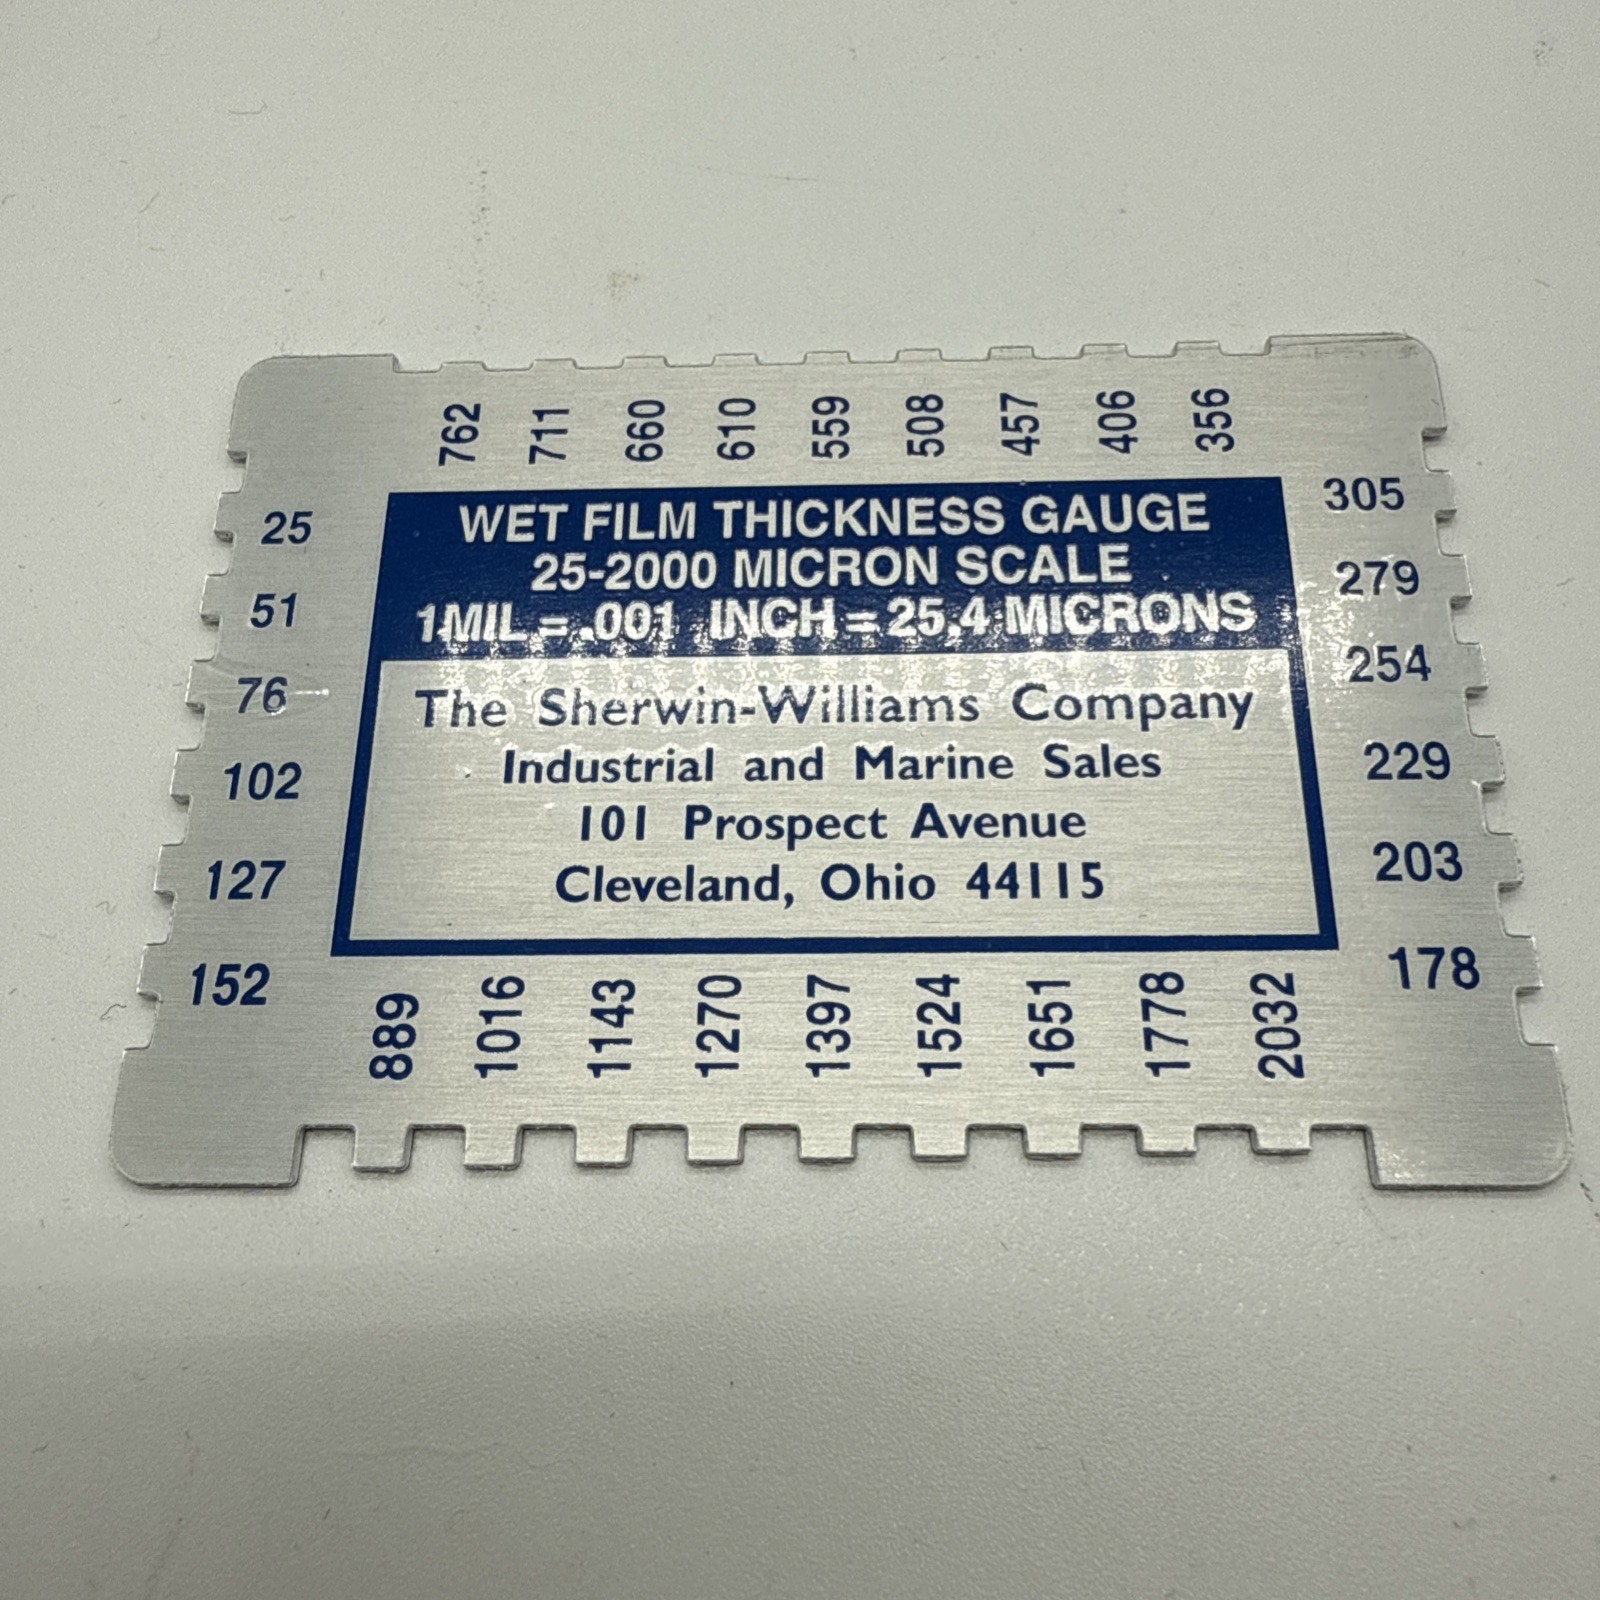 762 711 660 610 559 508 457 406 356
25
51
76
102
127
152
WET FILM THICKNESS GAUGE
25-2000 MICRON SCALE
1MIL = .001 INCH = 25.4 MICRONS
The Sherwin-Williams Company
Industrial and Marine Sales
101 Prospect Avenue
Cleveland, Ohio 44115
305
279
254
229
203
178
889 1016 1143 1270 1397 1524 1651 1778 2032